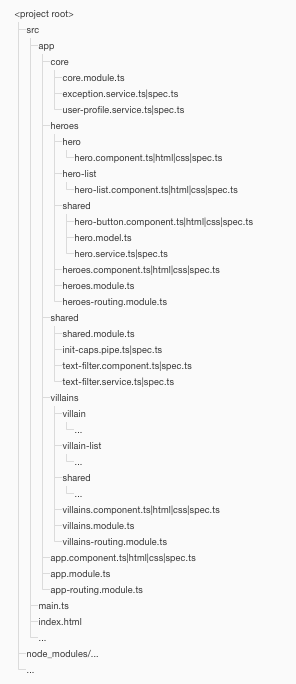 <project root>
src
app
core
core.module.ts
exception.service.ts|spec.ts
user-profile.service.ts|spec.ts
heroes
hero
hero.component.ts|html|css|spec.ts
hero-list
hero-list.component.ts|html|css|spec.ts
shared
hero-button.component.ts|html|css|spec.ts
hero.model.ts
hero.service.ts|spec.ts
heroes.component.ts|html|css|spec.ts
heroes.module.ts
heroes-routing.module.ts
shared
shared.module.ts
init-caps.pipe.ts|spec.ts
text-filter.component.ts|spec.ts
text-filter.service.ts|spec.ts
villains
villain
...
villain-list
...
shared
...
villains.component.ts|html|css|spec.ts
villains.module.ts
villains-routing.module.ts
app.component.ts|html|css|spec.ts
app.module.ts
app-routing.module.ts
main.ts
index.html
...
node_modules/...
...